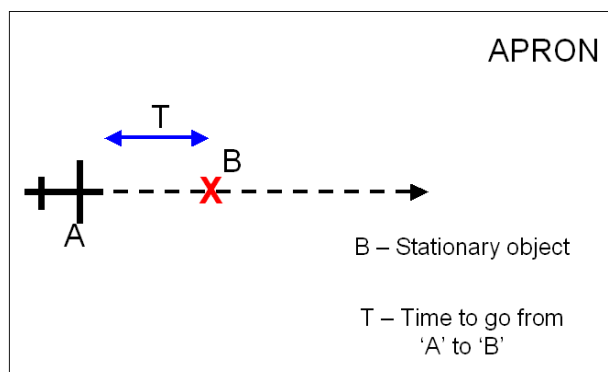 APRON
T
B
A
B – Stationary object
T – Time to go from
‘A’ to ‘B’